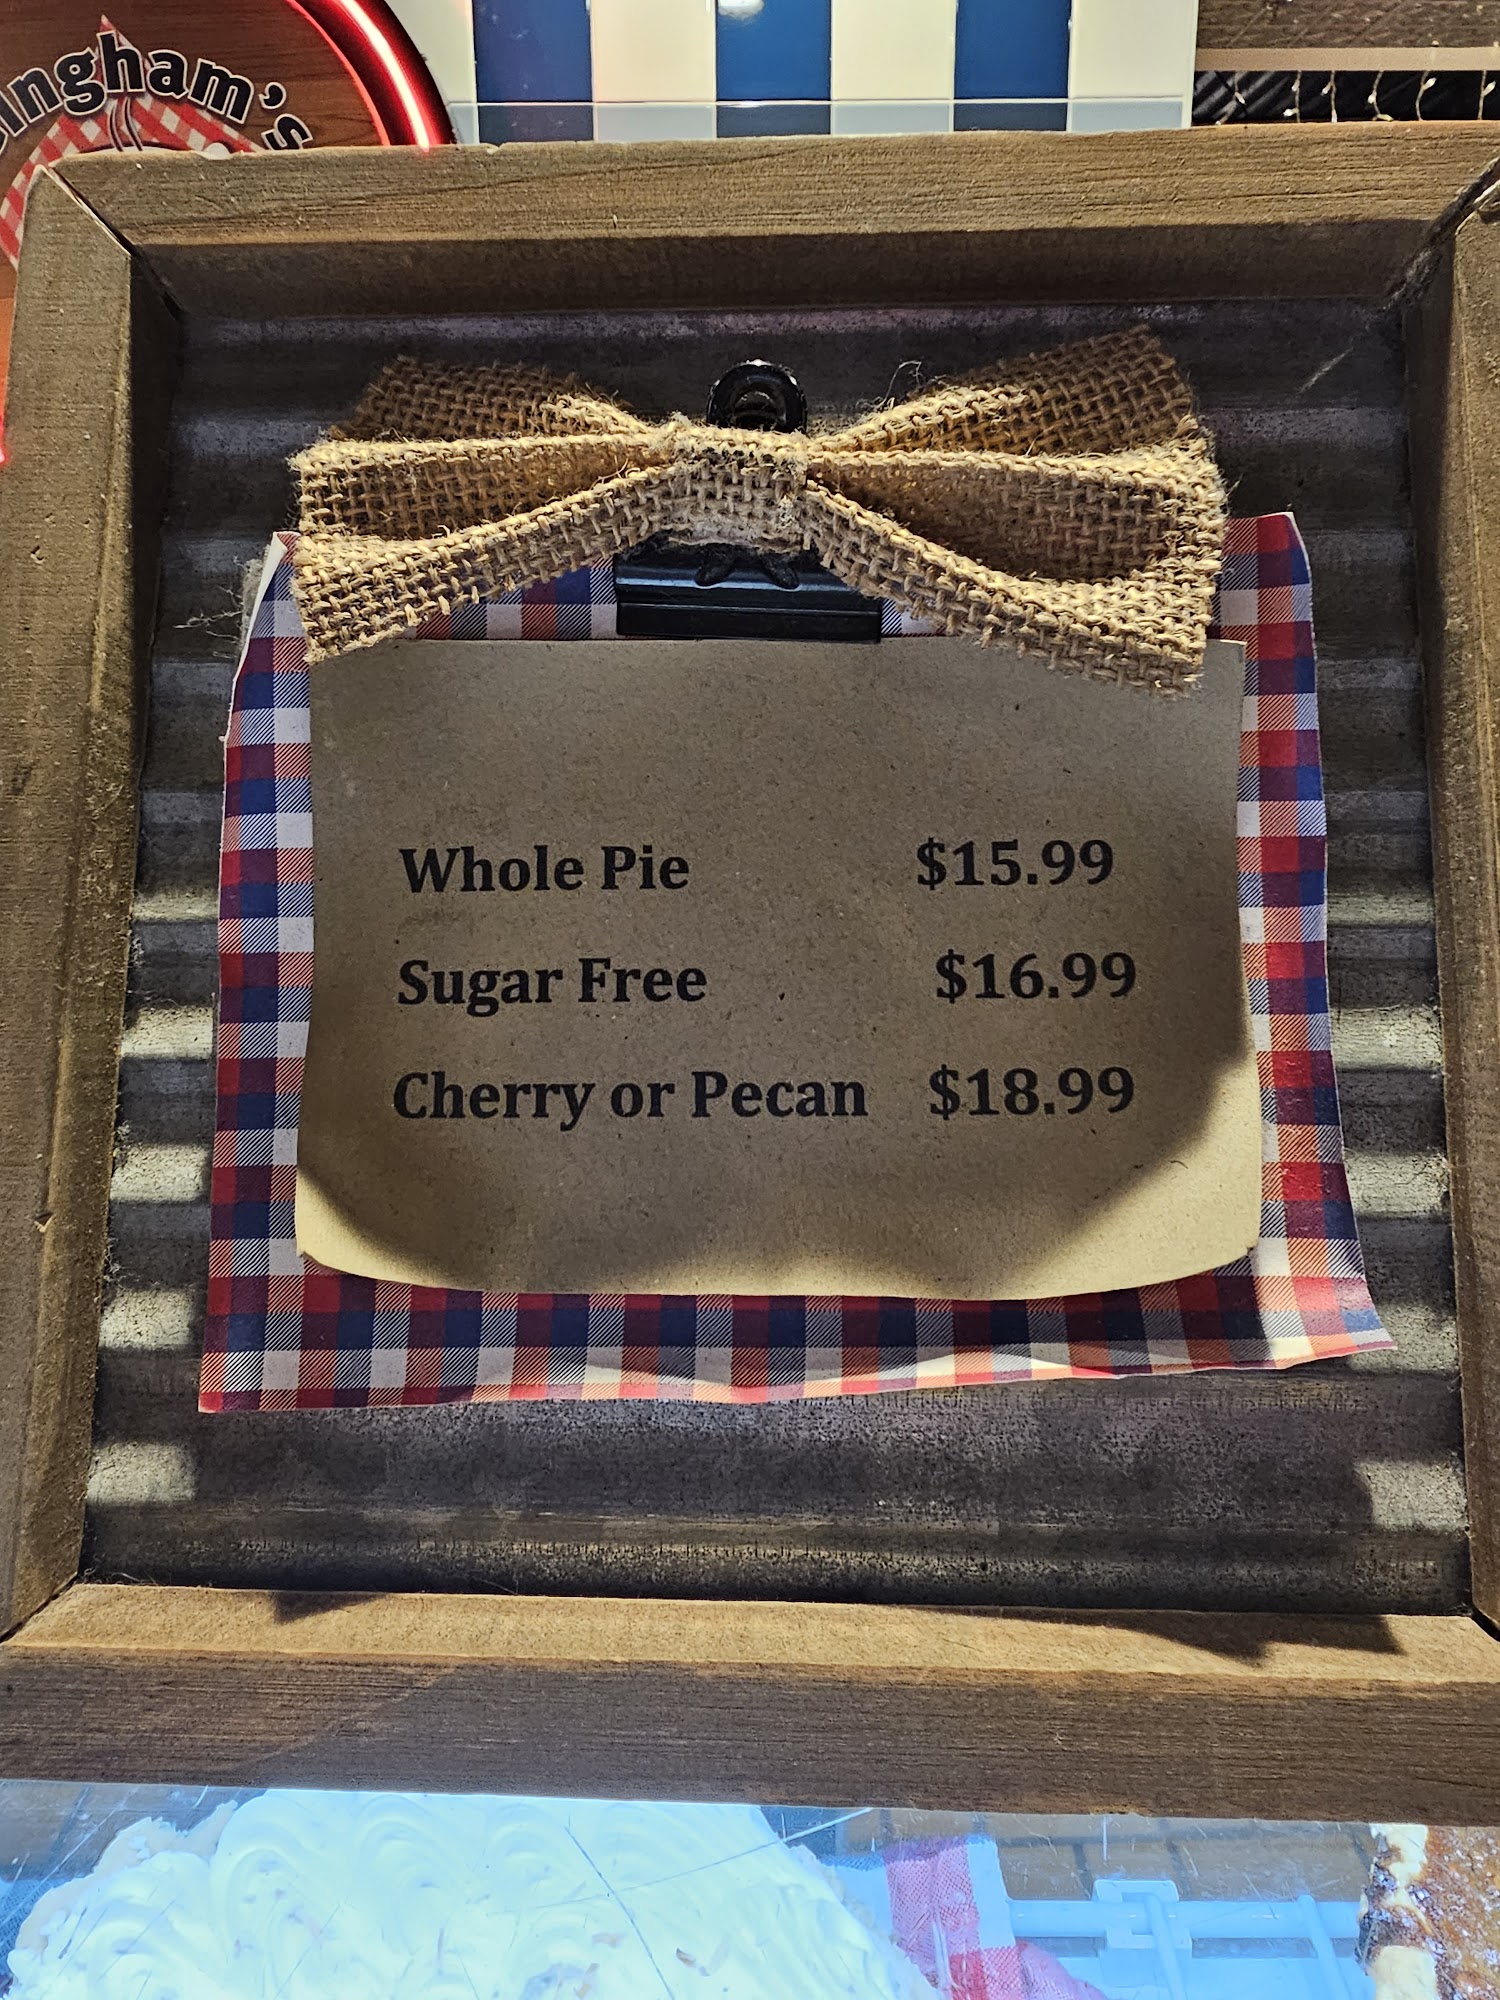 Whole Pie $15.99
Sugar Free $16.99
Cherry or Pecan $18.99